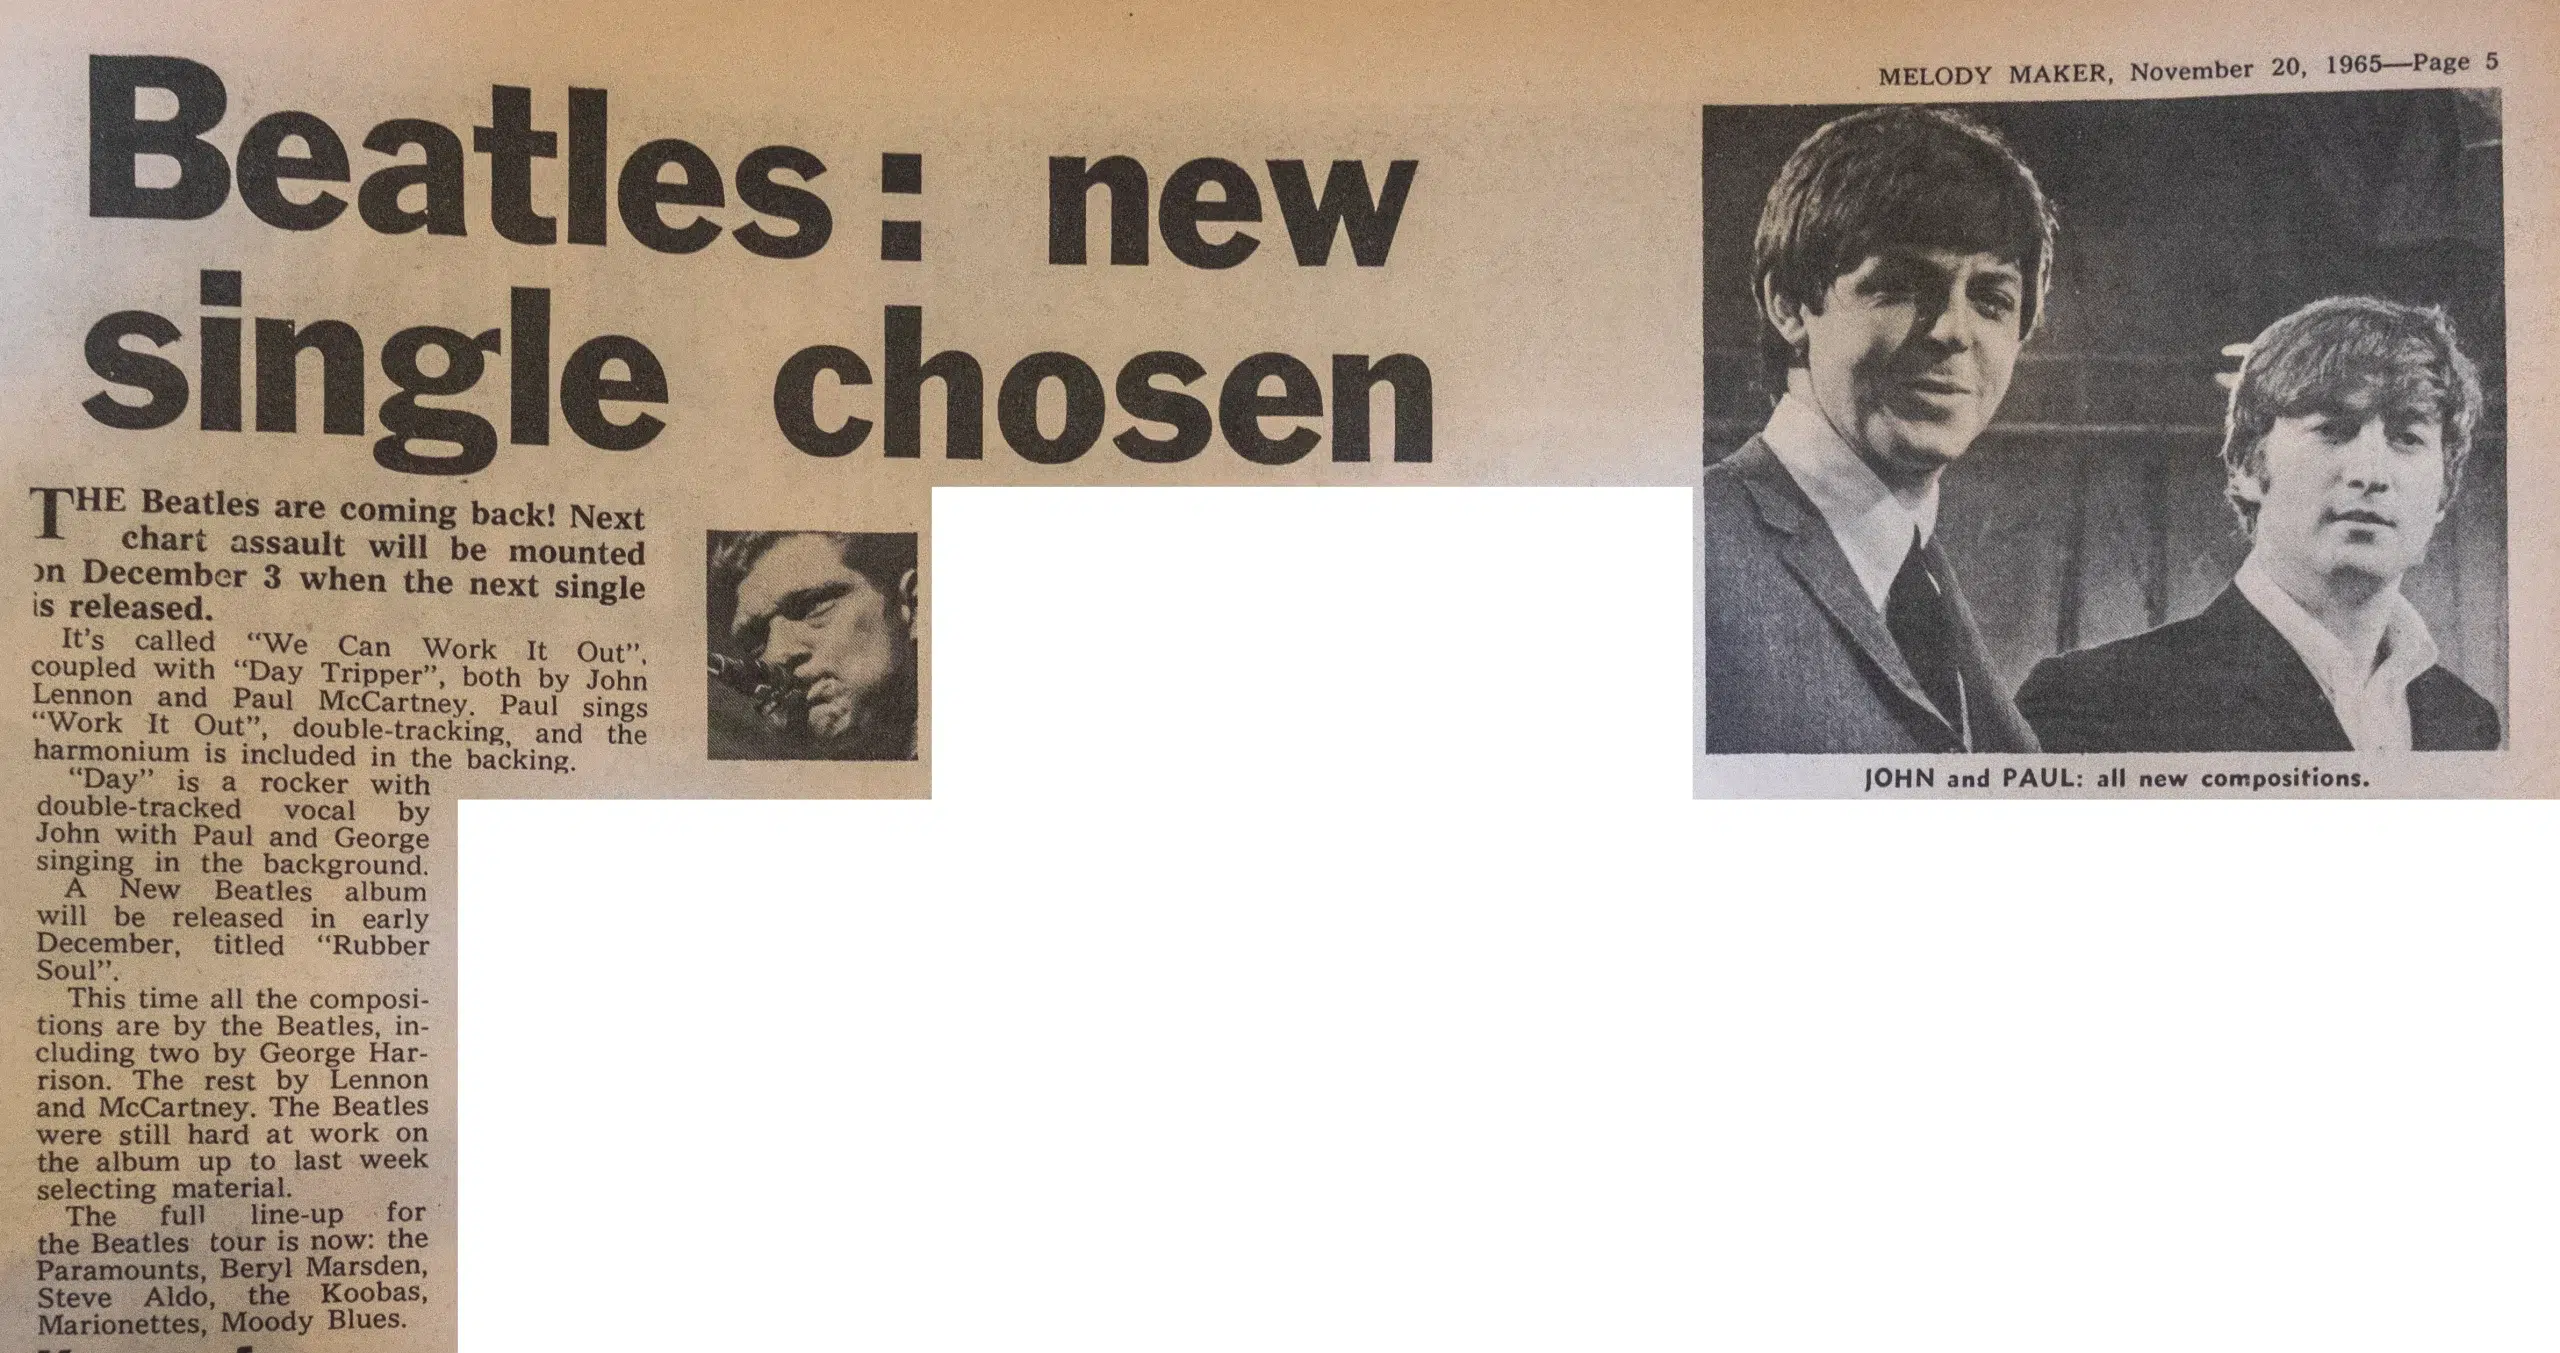 MELODY MAKER, November 20, 1965—Page 5
Beatles: new
single chosen
THE Beatles are coming back! Next
chart assault will be mounted
on December 3 when the next single
is released.
It's called "We Can Work It Out",
coupled with "Day Tripper", both by John
Lennon and Paul McCartney. Paul sings
"Work It Out", double-tracking, and the
harmonium is included in the backing.
"Day" is a rocker with
double-tracked vocal by
John with Paul and George
singing in the background.
A New Beatles album
will be released in early
December, titled "Rubber
Soul".
This time all the composi-
tions are by the Beatles, in-
cluding two by George Har-
rison. The rest by Lennon
and McCartney. The Beatles
were still hard at work on
the album up to last week
selecting material.
The full line-up for
the Beatles tour is now: the
Paramounts, Beryl Marsden,
Steve Aldo, the Koobas,
Marionettes, Moody Blues.
JOHN and PAUL: all new compositions.